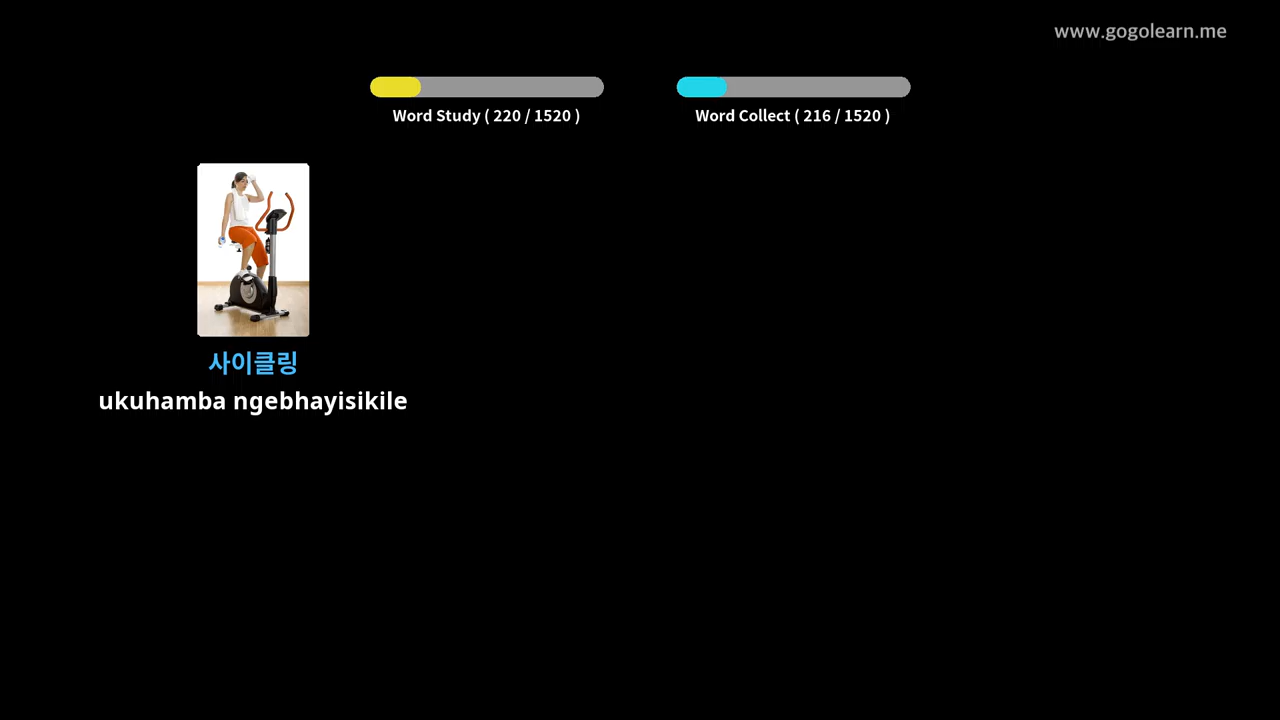 www.gogolearn.me
Word Study ( 220 / 1520 )
Word Collect ( 216 / 1520 )
사이클링
ukuhamba ngebhayisikile